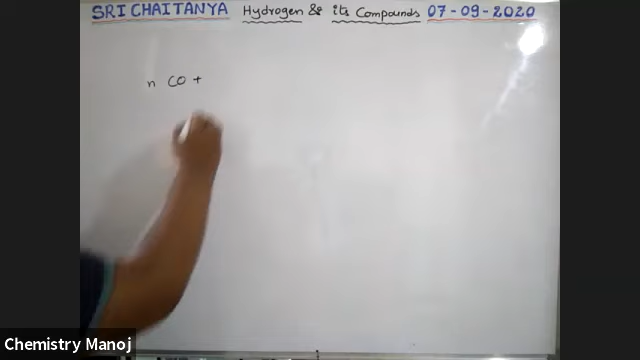 SRI CHAITANYA Hydrogen & its Compounds 07-09-2020
n CO +
Chemistry Manoj